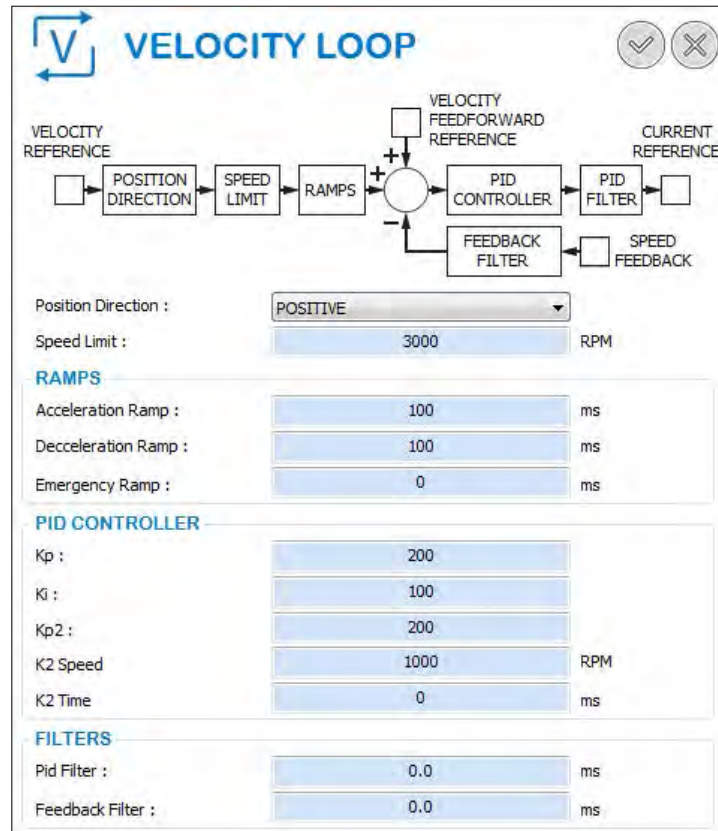 V
VELOCITY LOOP
VELOCITY
REFERENCE
POSITION
DIRECTION
SPEED
LIMIT
RAMPS
+
+
−
VELOCITY
FEEDFORWARD
REFERENCE
PID
CONTROLLER
PID
FILTER
CURRENT
REFERENCE
FEEDBACK
FILTER
SPEED
FEEDBACK
Position Direction : POSITIVE
Speed Limit : 3000 RPM
RAMPS
Acceleration Ramp : 100 ms
Decceleration Ramp : 100 ms
Emergency Ramp : 0 ms
PID CONTROLLER
Kp : 200
Ki : 100
Kp2 : 200
K2 Speed 1000 RPM
K2 Time 0 ms
FILTERS
Pid Filter : 0.0 ms
Feedback Filter : 0.0 ms